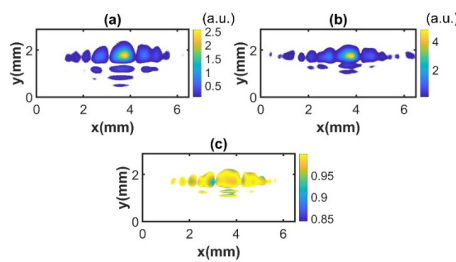 (a) (a.u.) (b) (a.u.)
y(mm) 2 0 2.5 2 1.5 1 0.5 y(mm) 2 0 4 2
0 2 4 6 0 2 4 6
x(mm) x(mm)
(c)
y(mm) 2 0 0.95 0.9 0.85
0 2 4 6
x(mm)